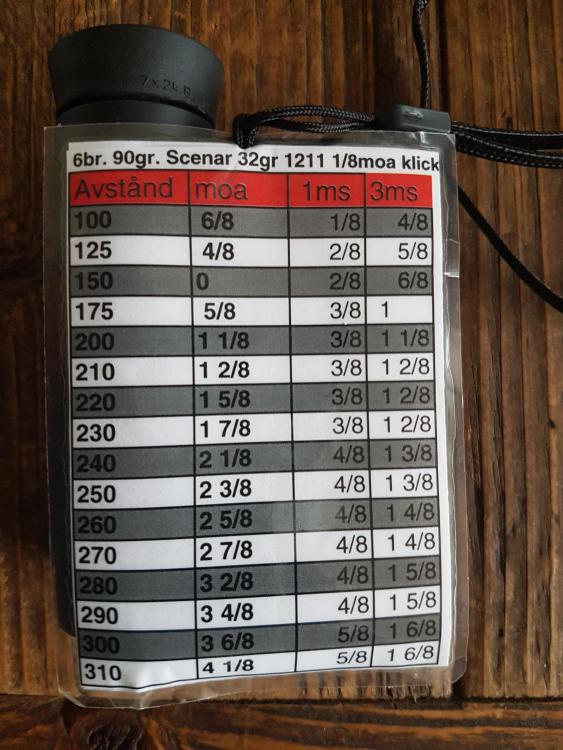 7x24 B
6br. 90gr. Scenar 32gr 1211 1/8moa klick
Avstånd moa 1ms 3ms
100 6/8 1/8 4/8
125 4/8 2/8 5/8
150 0 2/8 6/8
175 5/8 3/8 1
200 1 1/8 3/8 1 1/8
210 1 2/8 3/8 1 2/8
220 1 5/8 3/8 1 2/8
230 1 7/8 3/8 1 2/8
240 2 1/8 4/8 1 3/8
250 2 3/8 4/8 1 3/8
260 2 5/8 4/8 1 4/8
270 2 7/8 4/8 1 4/8
280 3 2/8 4/8 1 5/8
290 3 4/8 4/8 1 5/8
300 3 6/8 5/8 1 6/8
310 4 1/8 5/8 1 6/8